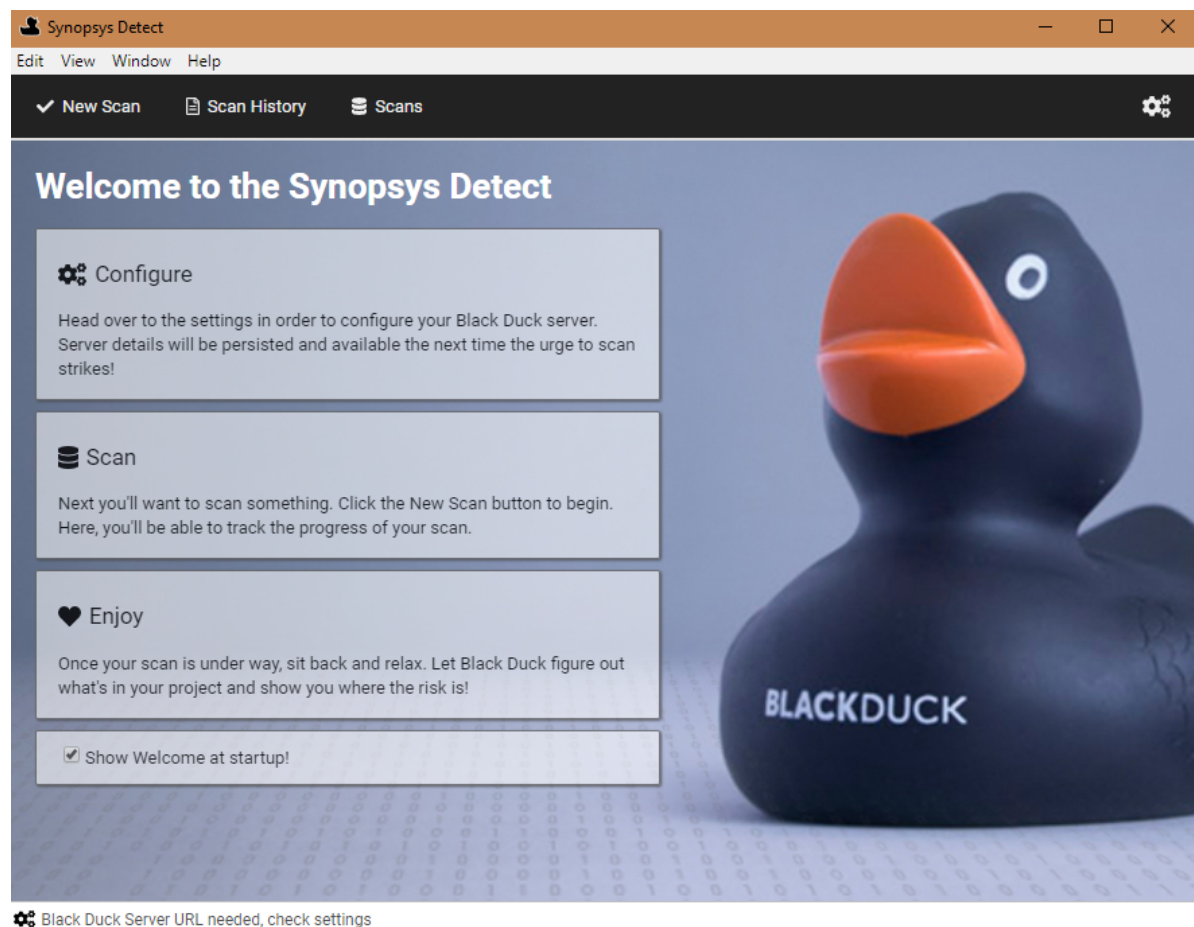 Synopsys Detect
Edit View Window Help
New Scan Scan History Scans
Welcome to the Synopsys Detect
Configure
Head over to the settings in order to configure your Black Duck server.
Server details will be persisted and available the next time the urge to scan
strikes!
Scan
Next you'll want to scan something. Click the New Scan button to begin.
Here, you'll be able to track the progress of your scan.
Enjoy
Once your scan is under way, sit back and relax. Let Black Duck figure out
what's in your project and show you where the risk is!
Show Welcome at startup!
BLACKDUCK
Black Duck Server URL needed, check settings